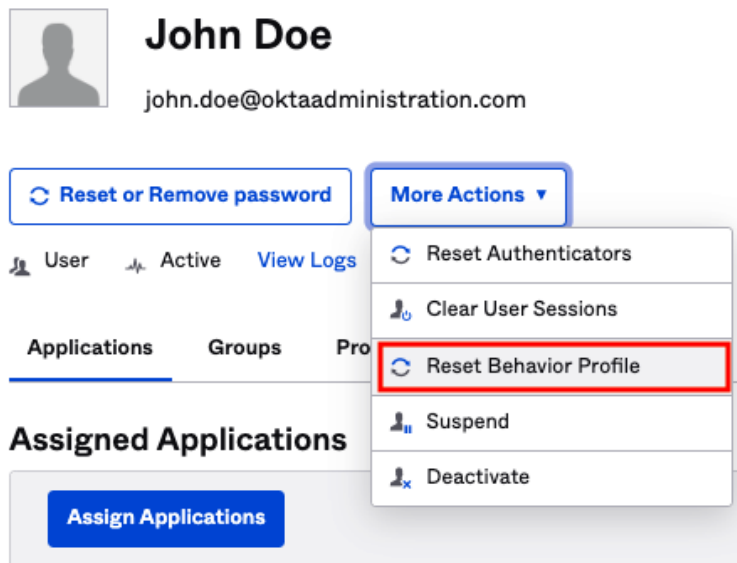 John Doe
john.doe@oktaadministration.com
Reset or Remove password
More Actions ▼
User
Active
View Logs
Reset Authenticators
Clear User Sessions
Applications
Groups
Pro
Reset Behavior Profile
Suspend
Deactivate
Assigned Applications
Assign Applications